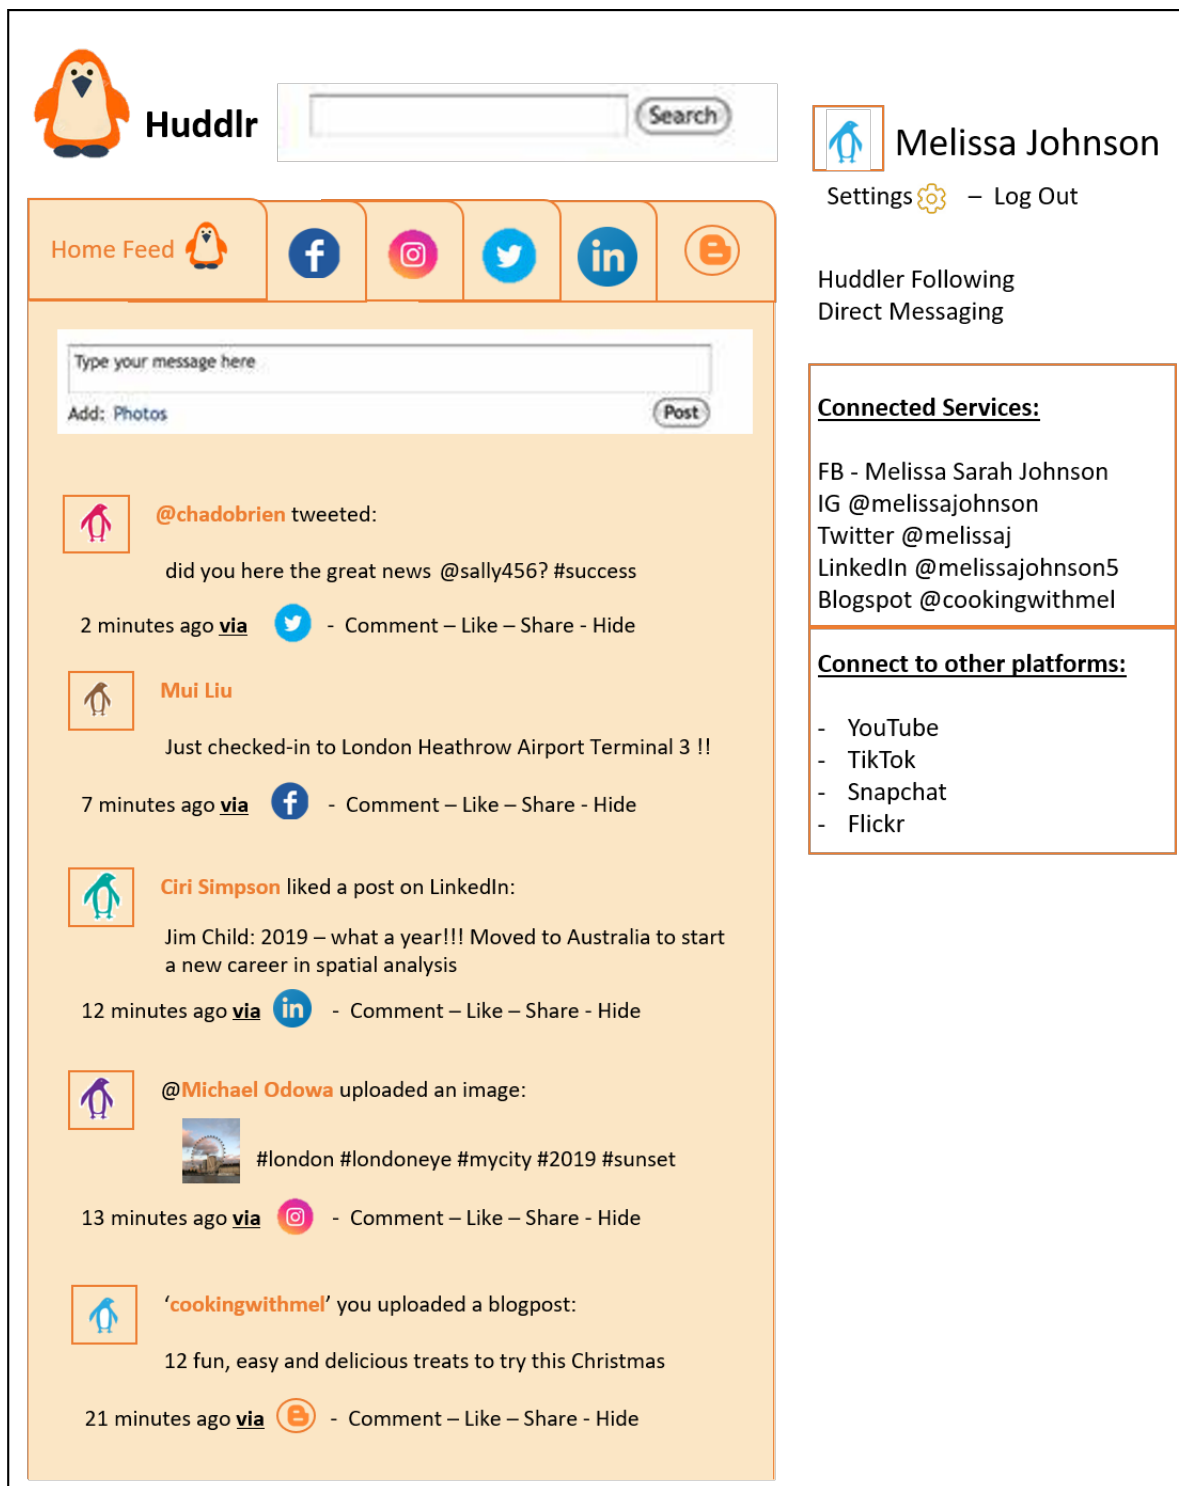 Huddlr
Search
Melissa Johnson
Settings – Log Out
Home Feed
f
in
B
Huddler Following
Direct Messaging
Type your message here
Add: Photos
Post
Connected Services:
FB - Melissa Sarah Johnson
IG @melissajohnson
Twitter @melissaj
LinkedIn @melissajohnson5
Blogspot @cookingwithmel
Connect to other platforms:
- YouTube
- TikTok
- Snapchat
- Flickr
@chadobrien tweeted:
did you here the great news @sally456? #success
2 minutes ago via - Comment – Like – Share - Hide
Mui Liu
Just checked-in to London Heathrow Airport Terminal 3 !!
7 minutes ago via f - Comment – Like – Share - Hide
Ciri Simpson liked a post on LinkedIn:
Jim Child: 2019 – what a year!!! Moved to Australia to start
a new career in spatial analysis
12 minutes ago via in - Comment – Like – Share - Hide
@Michael Odowa uploaded an image:
#london #londoneye #mycity #2019 #sunset
13 minutes ago via - Comment – Like – Share - Hide
‘cookingwithmel’ you uploaded a blogpost:
12 fun, easy and delicious treats to try this Christmas
21 minutes ago via B - Comment – Like – Share - Hide